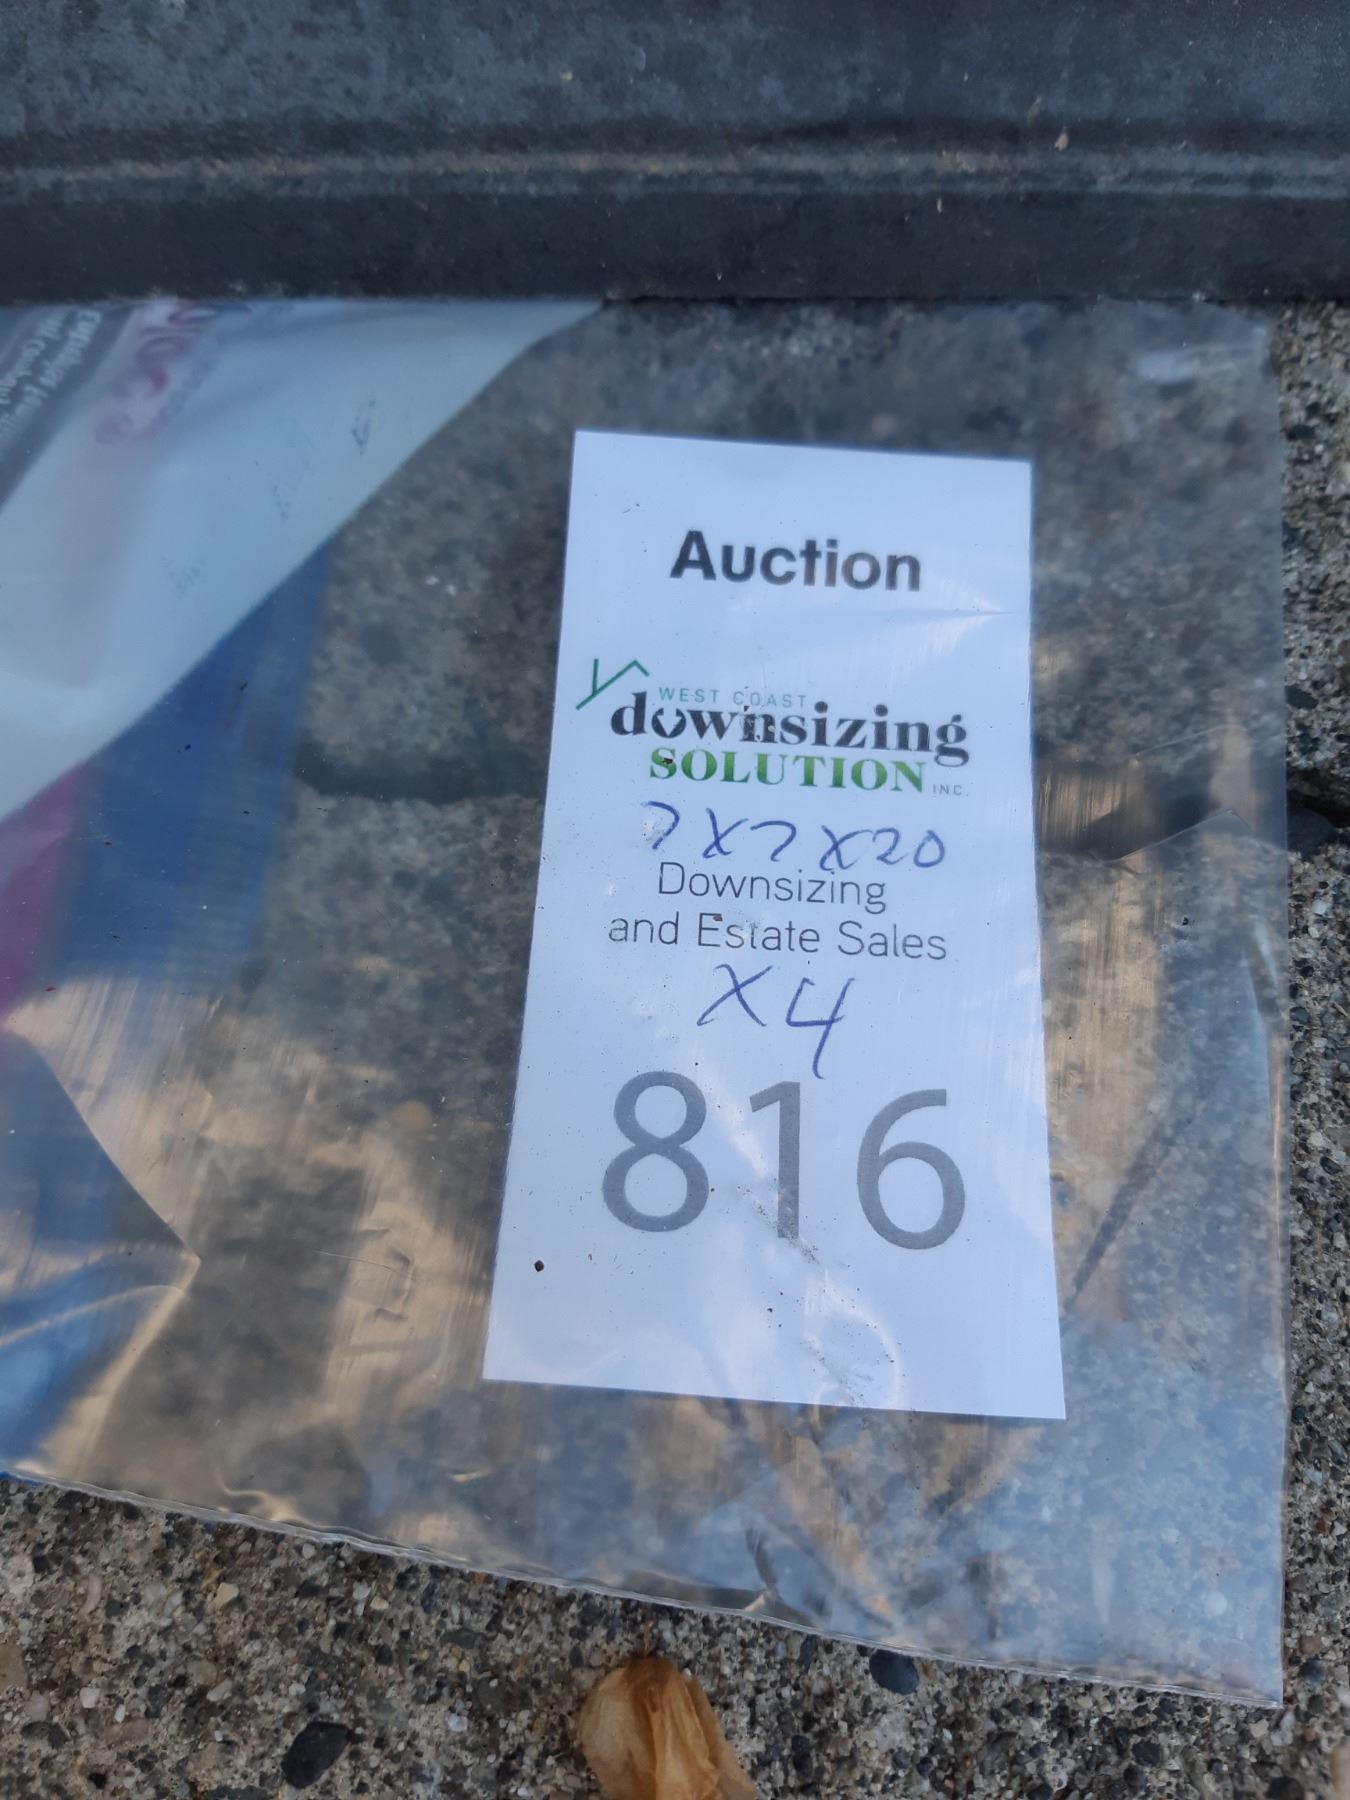 Auction
WEST COAST
downsizing
SOLUTION INC.
7X7X20
Downsizing
and Estate Sales
X4
816